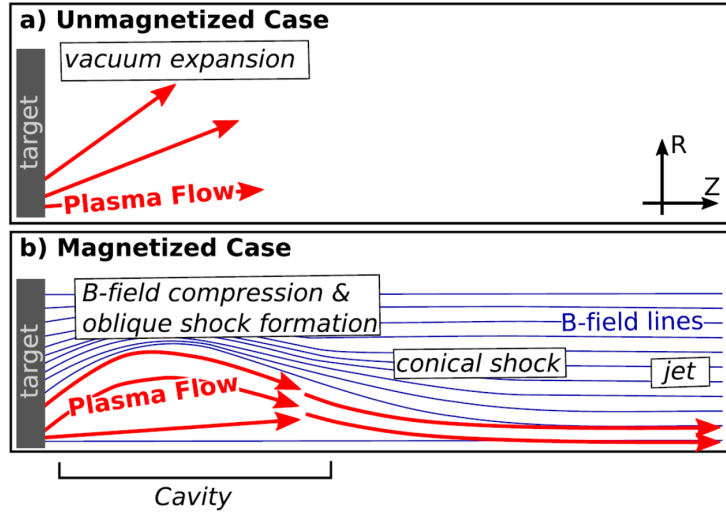 a) Unmagnetized Case
vacuum expansion
target
Plasma Flow
R
Z
b) Magnetized Case
B-field compression &
oblique shock formation
B-field lines
conical shock
jet
target
Plasma Flow
Cavity